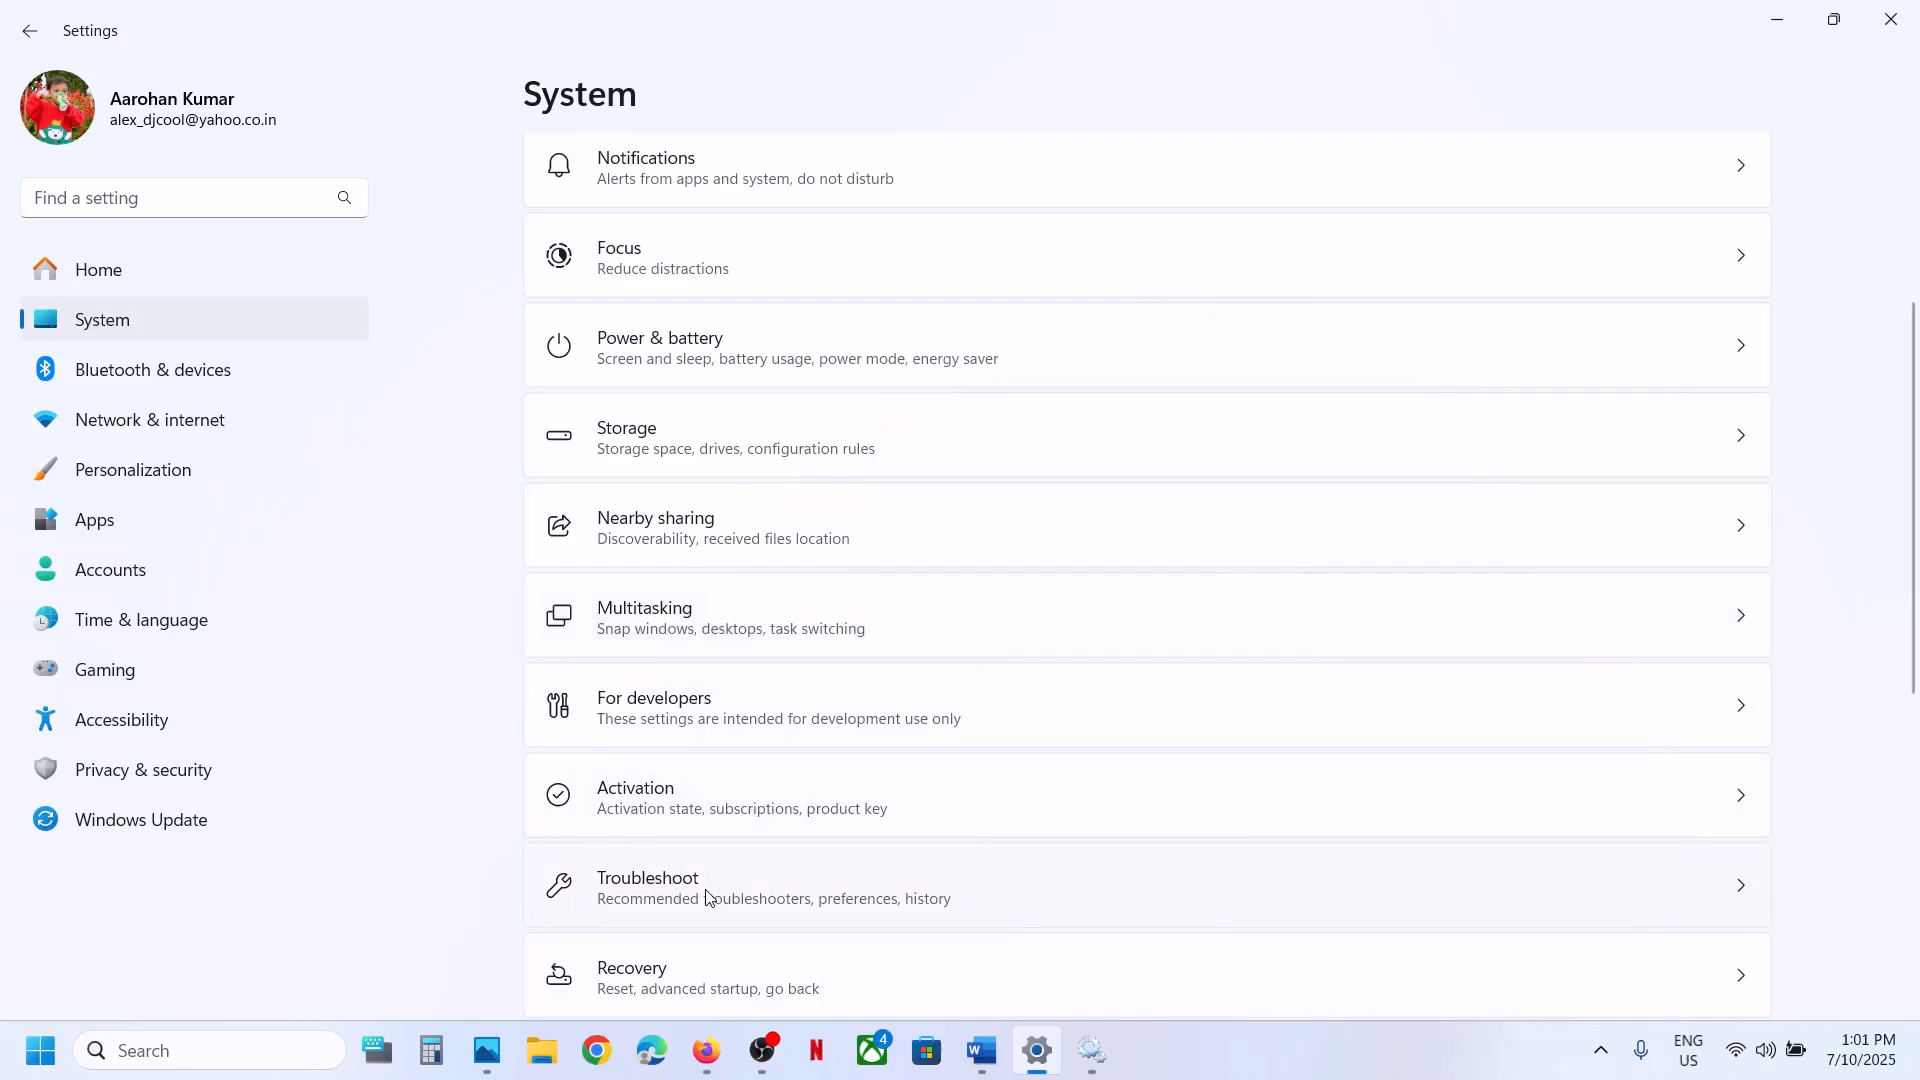 Settings
Aarohan Kumar
alex_djcool@yahoo.co.in
Find a setting
Home
System
Bluetooth & devices
Network & internet
Personalization
Apps
Accounts
Time & language
Gaming
Accessibility
Privacy & security
Windows Update
System
Notifications
Alerts from apps and system, do not disturb
Focus
Reduce distractions
Power & battery
Screen and sleep, battery usage, power mode, energy saver
Storage
Storage space, drives, configuration rules
Nearby sharing
Discoverability, received files location
Multitasking
Snap windows, desktops, task switching
For developers
These settings are intended for development use only
Activation
Activation state, subscriptions, product key
Troubleshoot
Recommended troubleshooters, preferences, history
Recovery
Reset, advanced startup, go back
Search
N
4
W
ENG
US
1:01 PM
7/10/2025